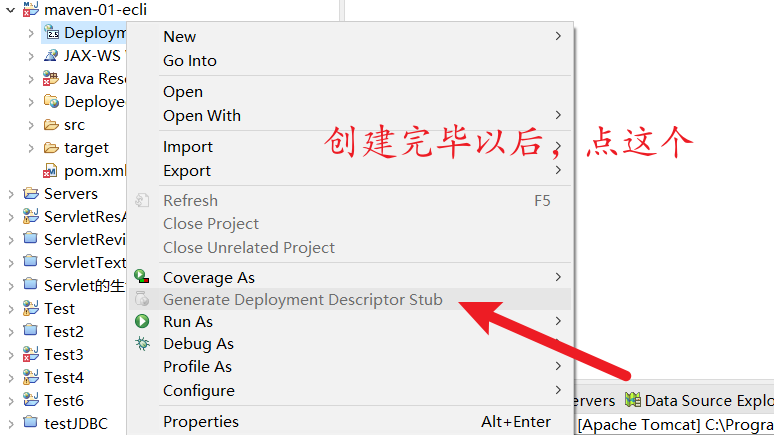 maven-01-ecli
2.5
Deploym
JAX-WS
Java Res
Deploye
src
target
pom.xml
Servers
ServletResA
ServletRevi
ServletText
Servlet的生
Test
Test2
Test3
Test4
Test6
testJDBC
New
Go Into
Open
Open With
Import
Export
Refresh F5
Close Project
Close Unrelated Project
Coverage As
Generate Deployment Descriptor Stub
Run As
Debug As
Profile As
Configure
Properties Alt+Enter
创建完毕以后，点这个
ervers Data Source Explo
[Apache Tomcat] C:\Progra